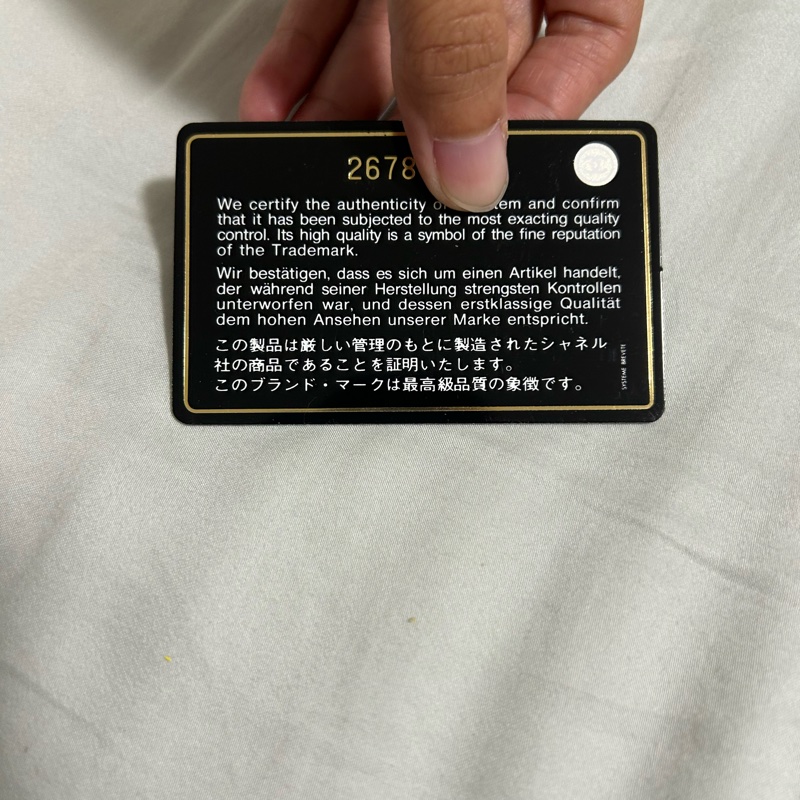 2678
We certify the authenticity of tem and confirm
that it has been subjected to the most exacting quality
control. Its high quality is a symbol of the fine reputation
of the Trademark.
Wir bestätigen, dass es sich um einen Artikel handelt,
der während seiner Herstellung strengsten Kontrollen
unterworfen war, und dessen erstklassige Qualität
dem hohen Ansehen unserer Marke entspricht.
この製品は厳しい管理のもとに製造されたシャネル
社の商品であることを証明いたします。
このブランド・マークは最高級品質の象徴です。
SYSTEME BREVETE